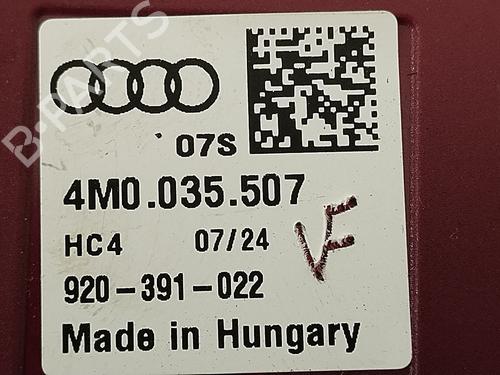 B-PARTS
07S
4M0.035.507
HC4 07/24
VF
920-391-022
Made in Hungary